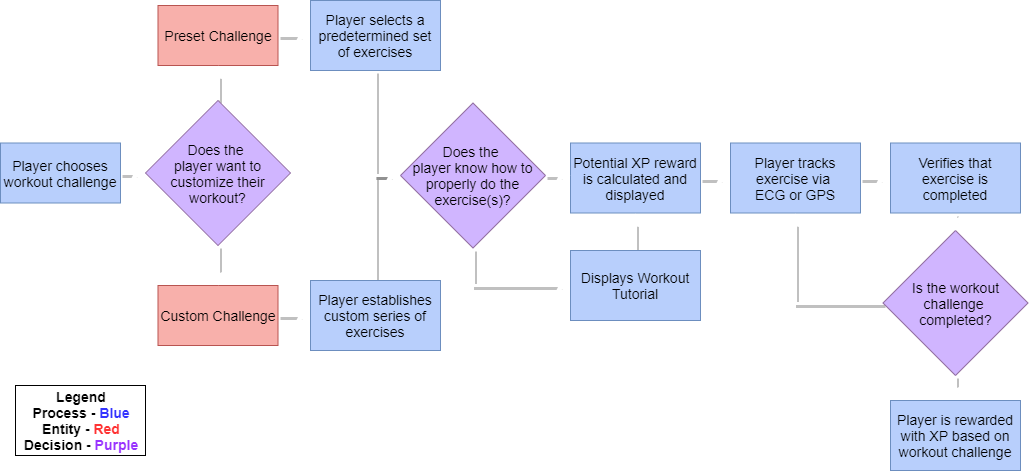 Preset Challenge
Player selects a
predetermined set
of exercises
Player chooses
workout challenge
Does the
player want to
customize their
workout?
Does the
player know how to
properly do the
exercise(s)?
Potential XP reward
is calculated and
displayed
Player tracks
exercise via
ECG or GPS
Verifies that
exercise is
completed
Custom Challenge
Player establishes
custom series of
exercises
Displays Workout
Tutorial
Is the workout
challenge
completed?
Player is rewarded
with XP based on
workout challenge
Legend
Process - Blue
Entity - Red
Decision - Purple